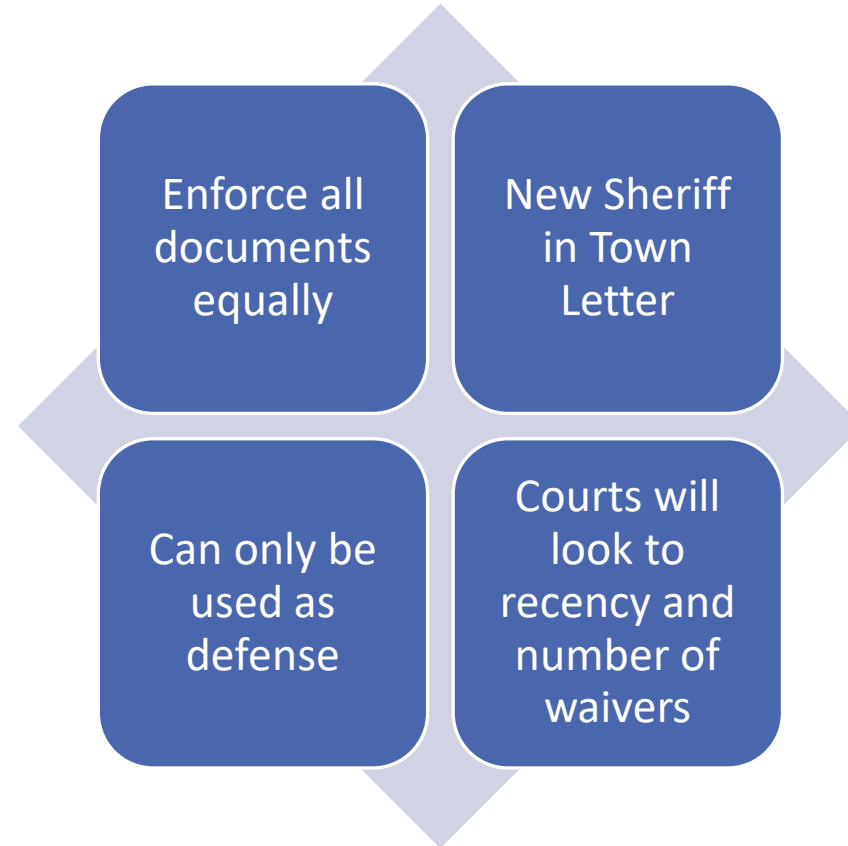 Enforce all
documents
equally
New Sheriff
in Town
Letter
Can only be
used as
defense
Courts will
look to
recency and
number of
waivers